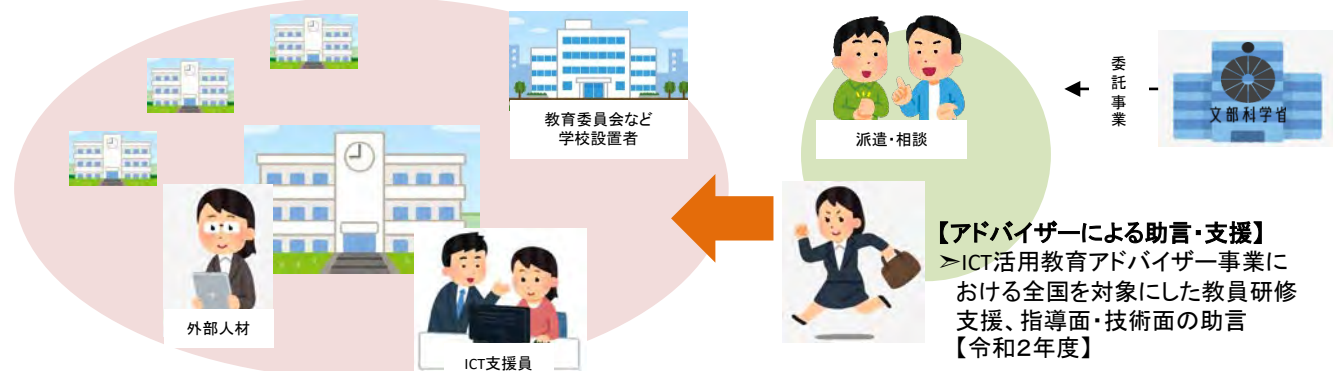 教育委員会など
学校設置者
外部人材
ICT支援員
派遣・相談
委託事業
文部科学省
【アドバイザーによる助言・支援】
➢ICT活用教育アドバイザー事業に
おける全国を対象にした教員研修
支援、指導面・技術面の助言
【令和２年度】